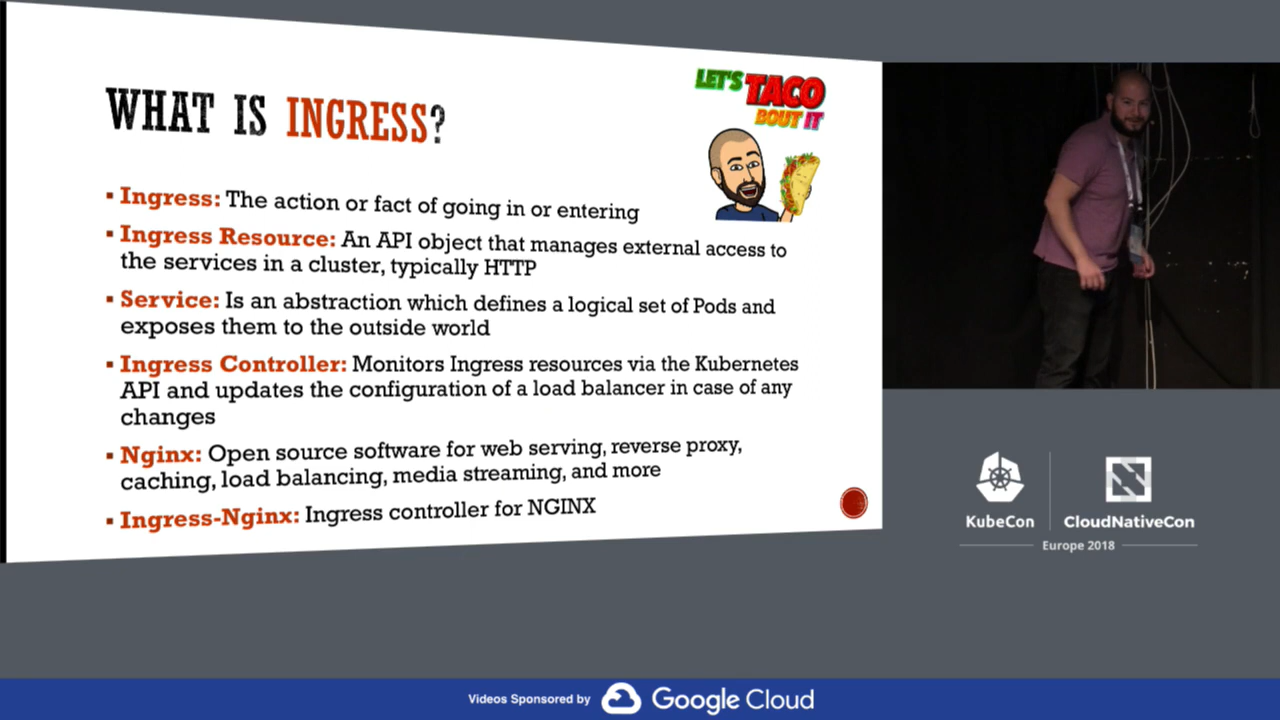 WHAT IS INGRESS?
LET'S TACO
BOUT IT
▪ Ingress: The action or fact of going in or entering
▪ Ingress Resource: An API object that manages external access to
the services in a cluster, typically HTTP
▪ Service: Is an abstraction which defines a logical set of Pods and
exposes them to the outside world
▪ Ingress Controller: Monitors Ingress resources via the Kubernetes
API and updates the configuration of a load balancer in case of any
changes
▪ Nginx: Open source software for web serving, reverse proxy,
caching, load balancing, media streaming, and more
▪ Ingress-Nginx: Ingress controller for NGINX
KubeCon
CloudNativeCon
Europe 2018
Videos Sponsored by Google Cloud